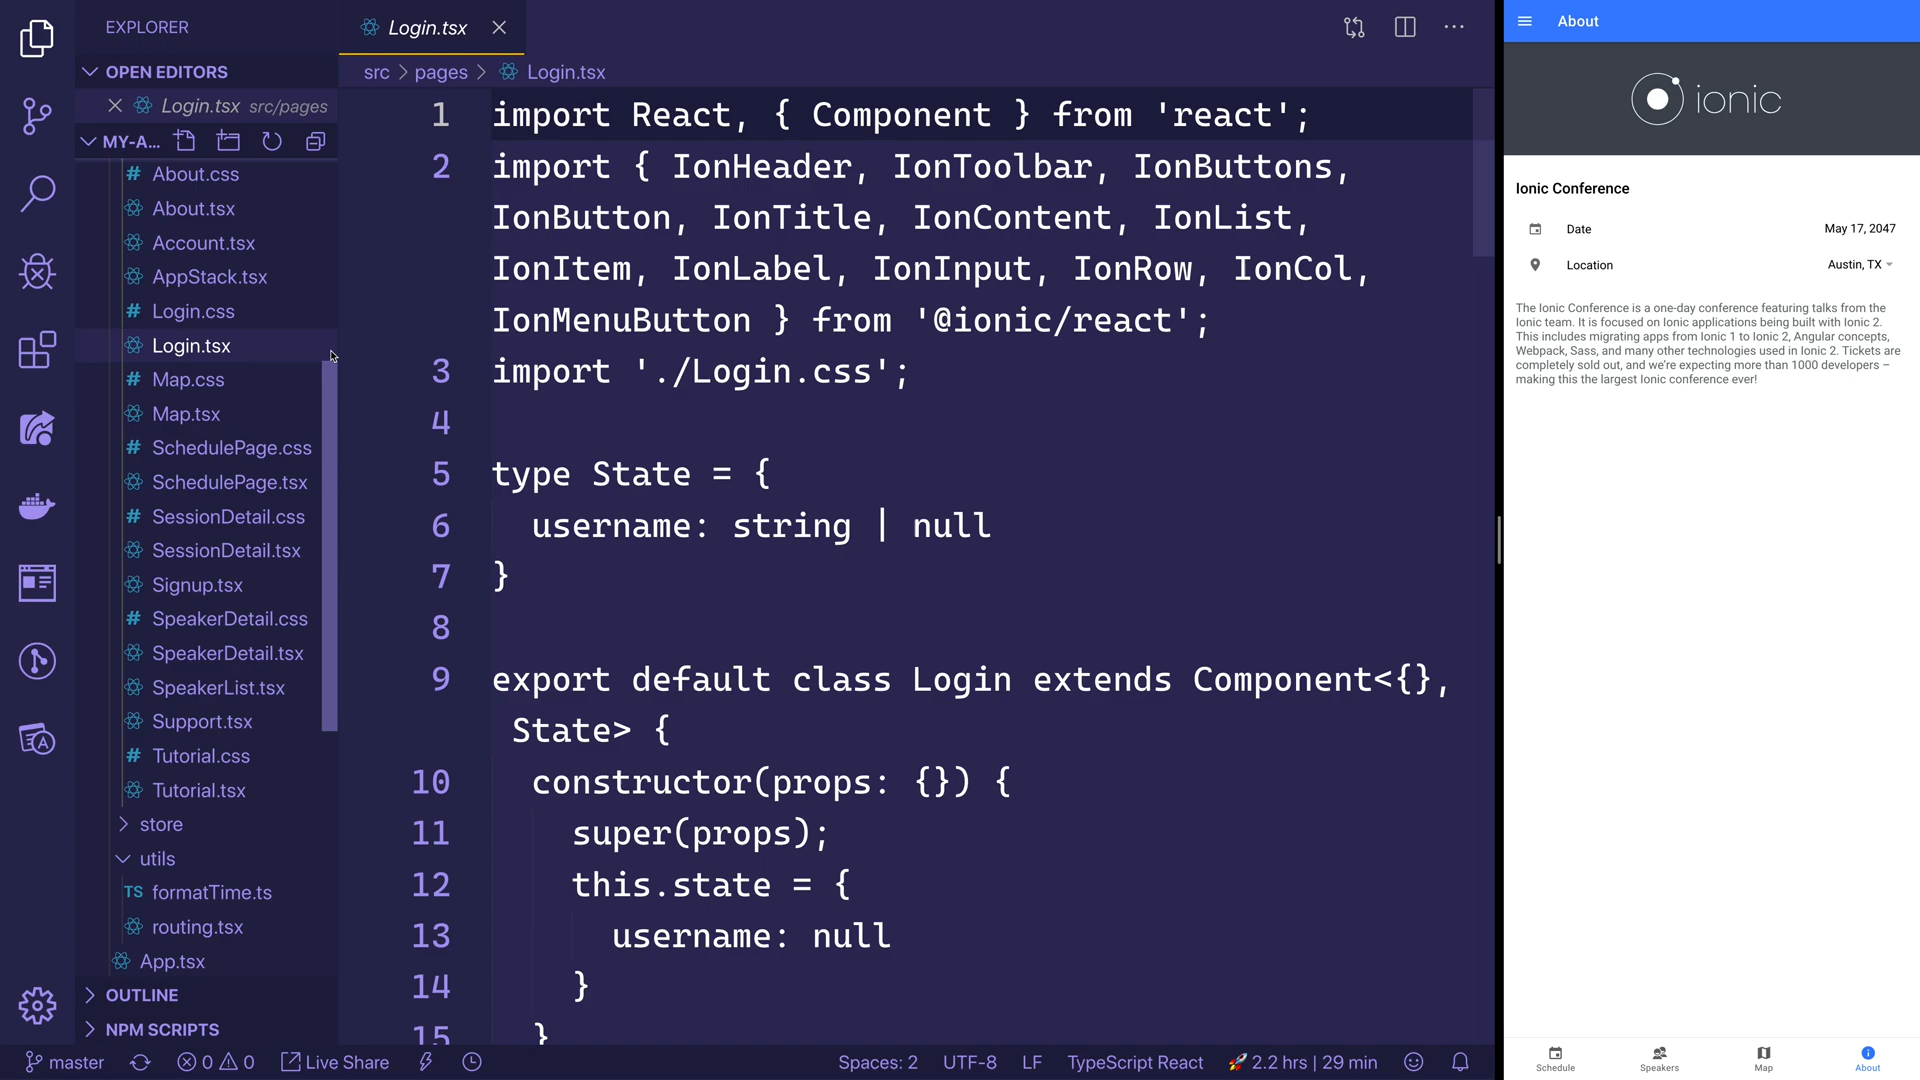 EXPLORER
OPEN EDITORS
Login.tsx src/pages
MY-A...
# About.css
About.tsx
Account.tsx
AppStack.tsx
# Login.css
Login.tsx
# Map.css
Map.tsx
# SchedulePage.css
SchedulePage.tsx
# SessionDetail.css
SessionDetail.tsx
Signup.tsx
# SpeakerDetail.css
SpeakerDetail.tsx
SpeakerList.tsx
Support.tsx
# Tutorial.css
Tutorial.tsx
store
utils
TS formatTime.ts
routing.tsx
App.tsx
OUTLINE
NPM SCRIPTS
Login.tsx
src > pages > Login.tsx
1 import React, { Component } from 'react';
2 import { IonHeader, IonToolbar, IonButtons,
IonButton, IonTitle, IonContent, IonList,
IonItem, IonLabel, IonInput, IonRow, IonCol,
IonMenuButton } from '@ionic/react';
3 import './Login.css';
4
5 type State = {
6 username: string | null
7 }
8
9 export default class Login extends Component<{},
State> {
10 constructor(props: {}) {
11 super(props);
12 this.state = {
13 username: null
14 }
15 }
master
0 0
Live Share
Spaces: 2
UTF-8
LF
TypeScript React
🚀 2.2 hrs | 29 min
About
ionic
Ionic Conference
Date May 17, 2047
Location Austin, TX
The Ionic Conference is a one-day conference featuring talks from the
Ionic team. It is focused on Ionic applications being built with Ionic 2.
This includes migrating apps from Ionic 1 to Ionic 2, Angular concepts,
Webpack, Sass, and many other technologies used in Ionic 2. Tickets are
completely sold out, and we're expecting more than 1000 developers –
making this the largest Ionic conference ever!
Schedule
Speakers
Map
About